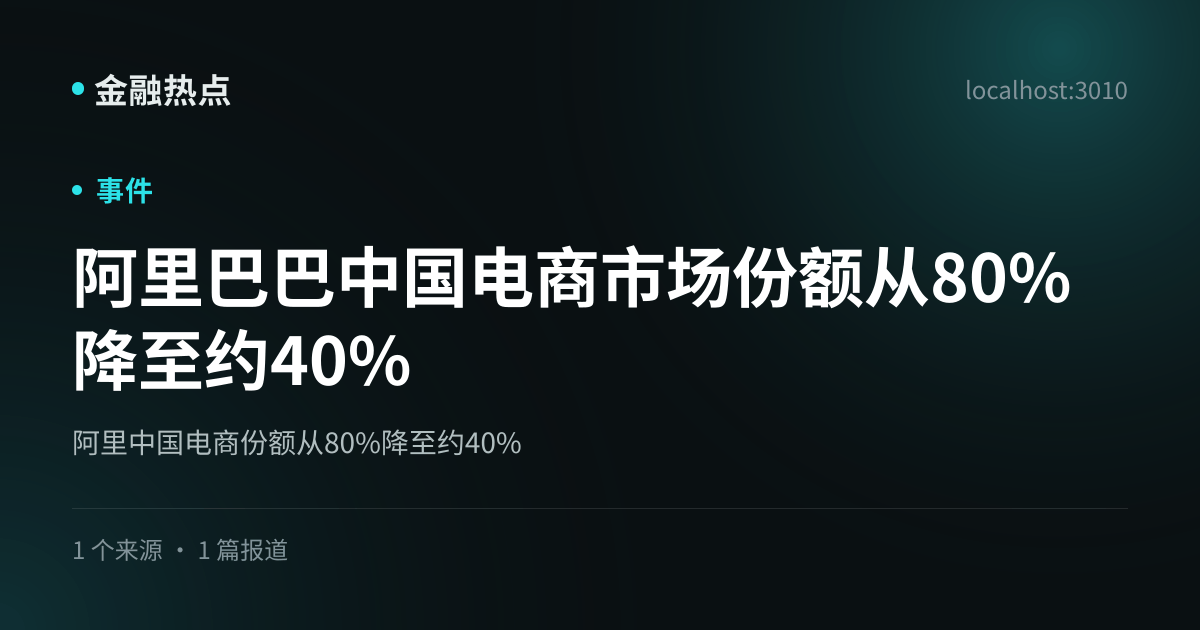 金融热点
localhost:3010
事件
阿里巴巴中国电商市场份额从80%
降至约40%
阿里中国电商份额从80%降至约40%
1 个来源 · 1 篇报道